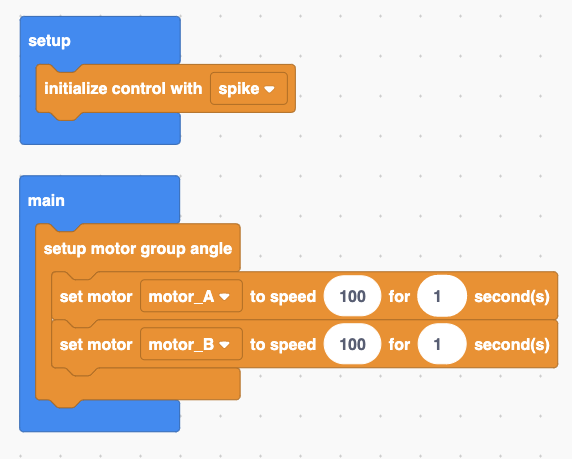 setup
initialize control with spike
main
setup motor group angle
set motor motor_A to speed 100 for 1 second(s)
set motor motor_B to speed 100 for 1 second(s)